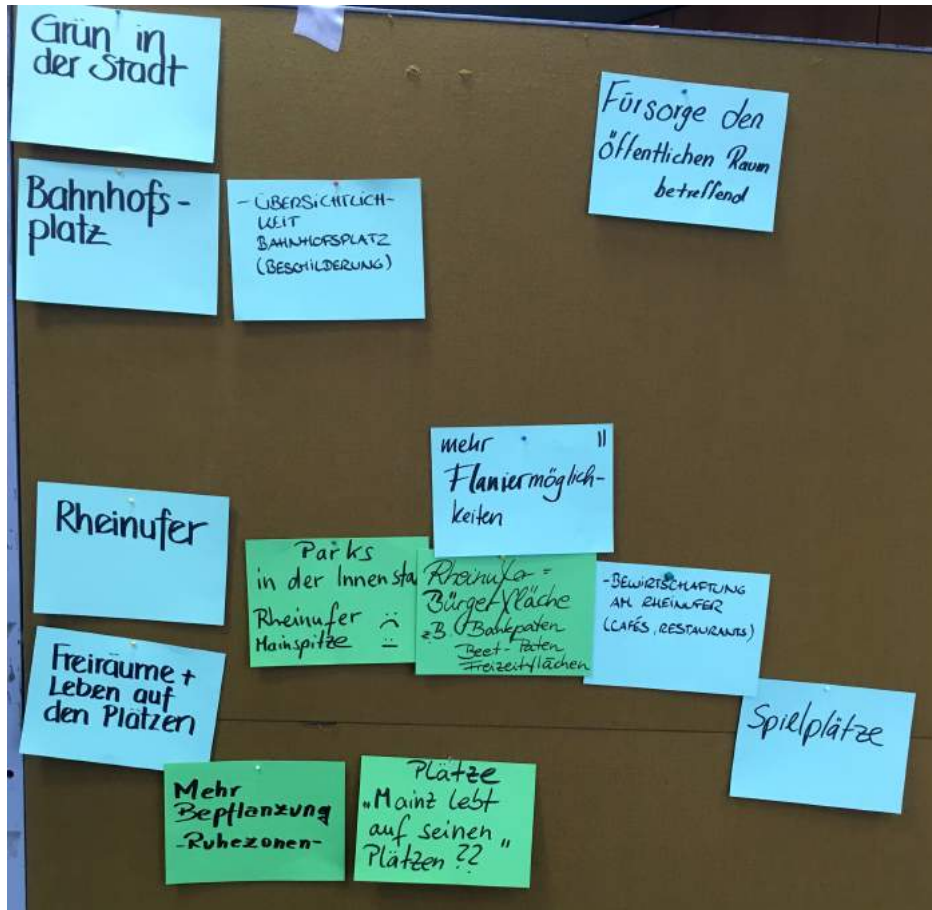 Grün in
der Stadt
Fürsorge den
öffentlichen Raum
betreffend
Bahnhofs-
platz
- ÜBERSICHTLICH-
KEIT
BAHNHOFSPLATZ
(BESCHILDERUNG)
mehr ||
Flaniermöglich-
keiten
Rheinufer
Parks
in der Innensta
Rheinufer :(
Mainspitze :|
Rheinufer =
Bürgerfläche
z.B. Bankpaten
Beet-Paten
Freizeitflächen
- BEWIRTSCHAFTUNG
AM RHEINUFER
(CAFÉS, RESTAURANTS)
Freiräume +
Leben auf
den Plätzen
Spielplätze
Mehr
Bepflanzung
-Ruhezonen-
Plätze
„Mainz lebt
auf seinen
Plätzen ?? "